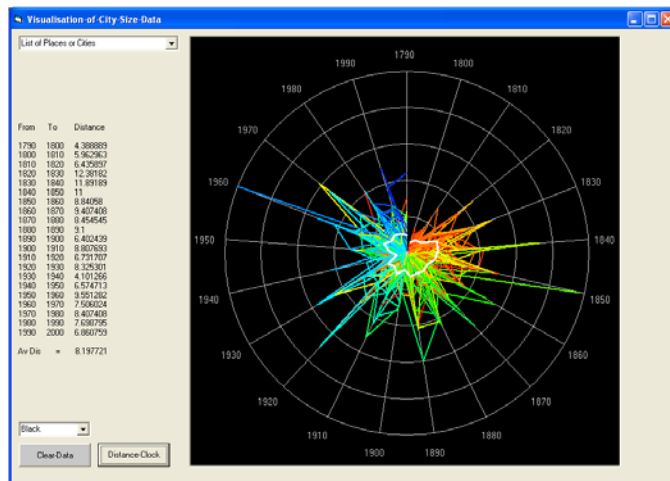 Visualisation-of-City-Size-Data
List of Places or Cities
From To Distance
1790 1800 4.388889
1800 1810 5.962963
1810 1820 6.435897
1820 1830 12.38182
1830 1840 11.89189
1840 1850 11
1850 1860 8.84058
1860 1870 9.407408
1870 1880 8.454545
1880 1890 9.1
1890 1900 6.402439
1900 1910 8.807693
1910 1920 6.731707
1920 1930 8.325301
1930 1940 4.101266
1940 1950 6.574713
1950 1960 9.551282
1960 1970 7.506024
1970 1980 8.407408
1980 1990 7.690795
1990 2000 6.860759
Av Dis = 8.197721
Black
Clear-Data
Distance-Clock
1790
1800
1810
1820
1830
1840
1850
1860
1870
1880
1890
1900
1910
1920
1930
1940
1950
1960
1970
1980
1990